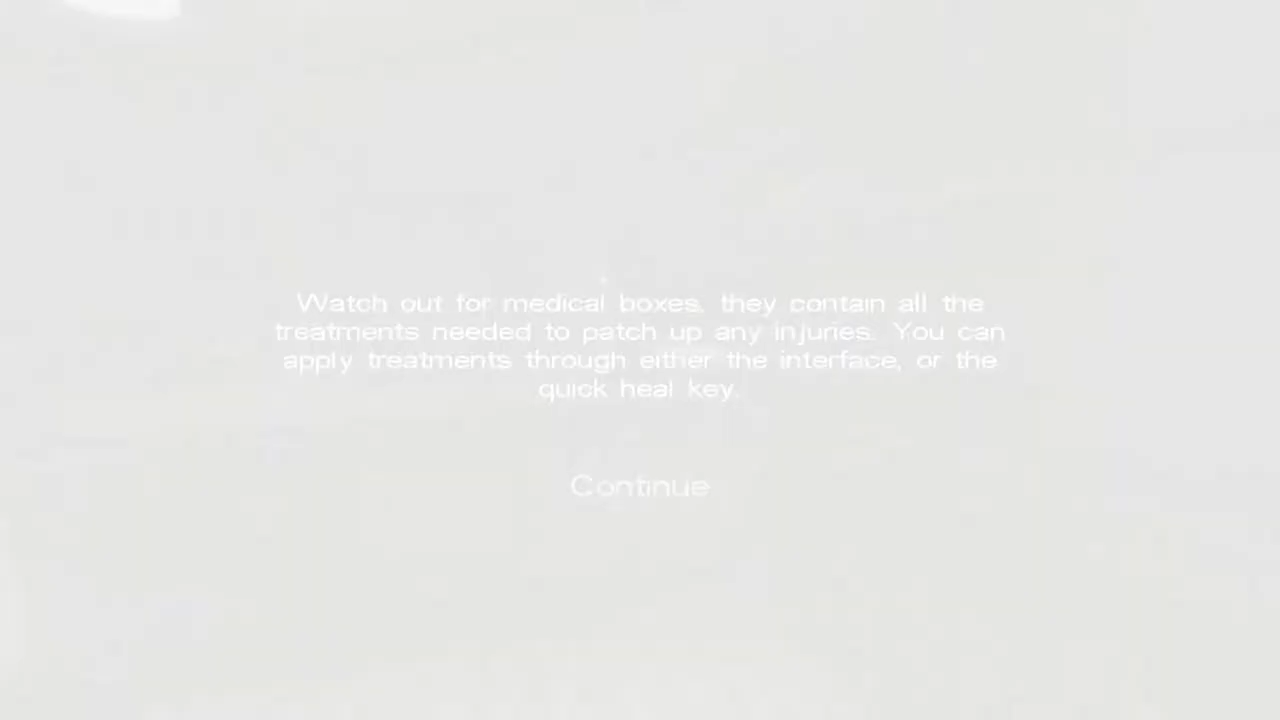 Watch out for medical boxes, they contain all the
treatments needed to patch up any injuries. You can
apply treatments through either the interface, or the
quick heal key.
Continue